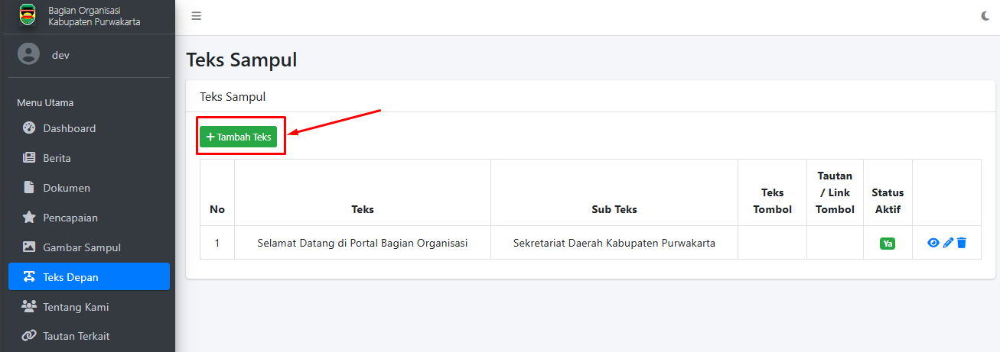 Bagian Organisasi
Kabupaten Purwakarta
dev
Menu Utama
Dashboard
Berita
Dokumen
Pencapaian
Gambar Sampul
Teks Depan
Tentang Kami
Tautan Terkait
Teks Sampul
Teks Sampul
+ Tambah Teks
No
Teks
Sub Teks
Teks
Tombol
Tautan
/ Link
Tombol
Status
Aktif
1
Selamat Datang di Portal Bagian Organisasi
Sekretariat Daerah Kabupaten Purwakarta
Ya